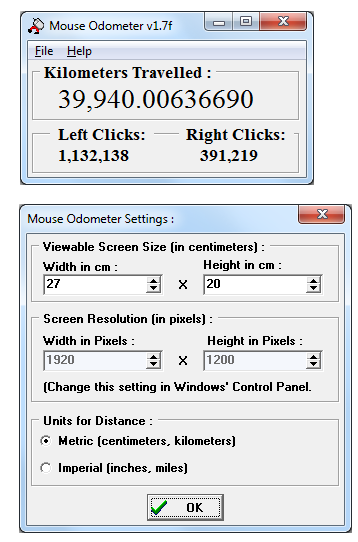 Mouse Odometer v1.7f
File Help
Kilometers Travelled :
39,940.00636690
Left Clicks: Right Clicks:
1,132,138 391,219
Mouse Odometer Settings :
Viewable Screen Size (in centimeters) :
Width in cm : Height in cm :
27 X 20
Screen Resolution (in pixels) :
Width in Pixels : Height in Pixels :
1920 X 1200
(Change this setting in Windows' Control Panel.
Units for Distance :
Metric (centimeters, kilometers)
Imperial (inches, miles)
OK